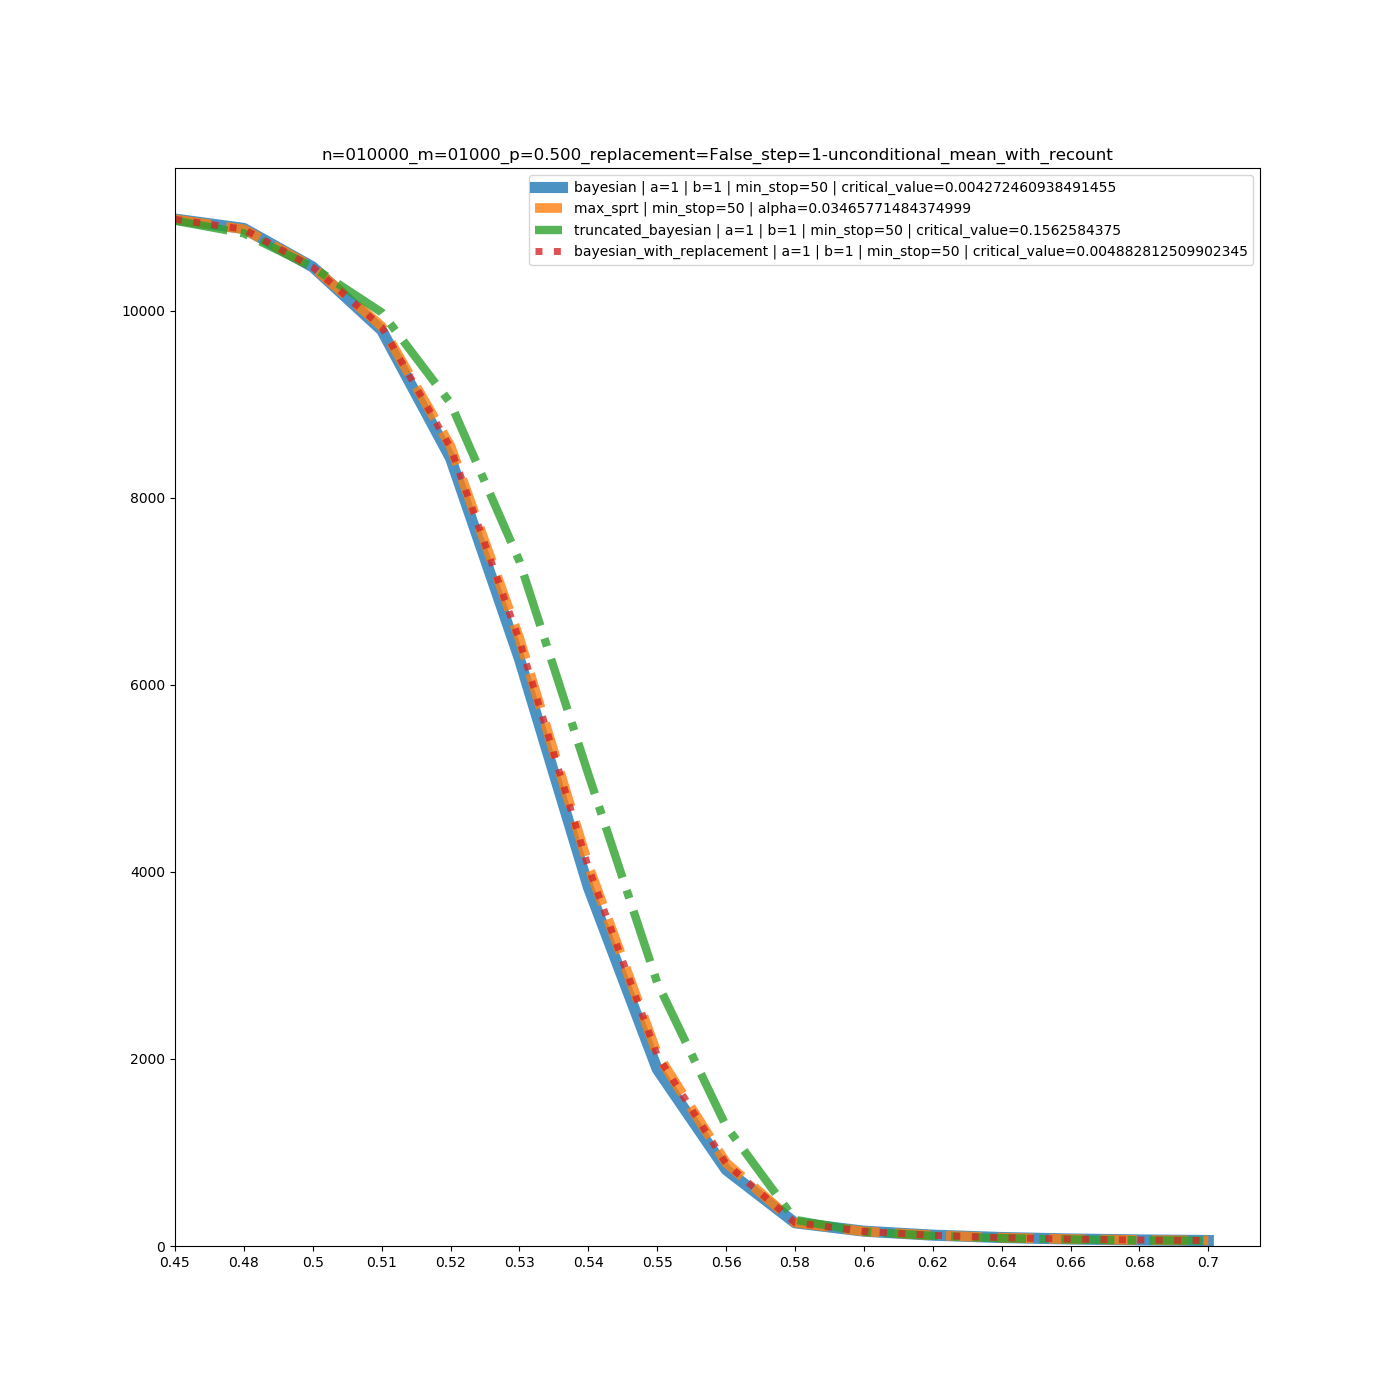 n=010000_m=01000_p=0.500_replacement=False_step=1-unconditional_mean_with_recount
bayesian | a=1 | b=1 | min_stop=50 | critical_value=0.004272460938491455
max_sprt | min_stop=50 | alpha=0.03465771484374999
truncated_bayesian | a=1 | b=1 | min_stop=50 | critical_value=0.1562584375
bayesian_with_replacement | a=1 | b=1 | min_stop=50 | critical_value=0.004882812509902345
10000
8000
6000
4000
2000
0
0.45 0.48 0.5 0.51 0.52 0.53 0.54 0.55 0.56 0.58 0.6 0.62 0.64 0.66 0.68 0.7